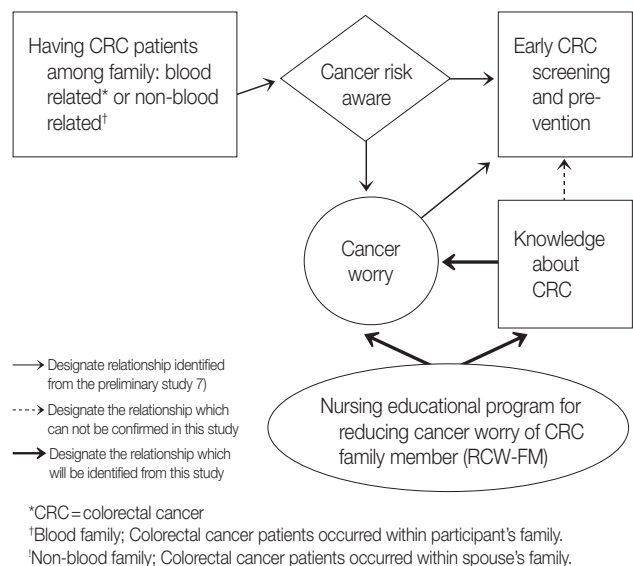 Having CRC patients
among family: blood
related* or non-blood
related†
Cancer risk
aware
Early CRC
screening
and pre-
vention
Cancer
worry
Knowledge
about
CRC
Nursing educational program for
reducing cancer worry of CRC
family member (RCW-FM)
Designate relationship identified
from the preliminary study 7)
Designate the relationship which
can not be confirmed in this study
Designate the relationship which
will be identified from this study
*CRC=colorectal cancer
†Blood family; Colorectal cancer patients occurred within participant's family.
!Non-blood family; Colorectal cancer patients occurred within spouse's family.